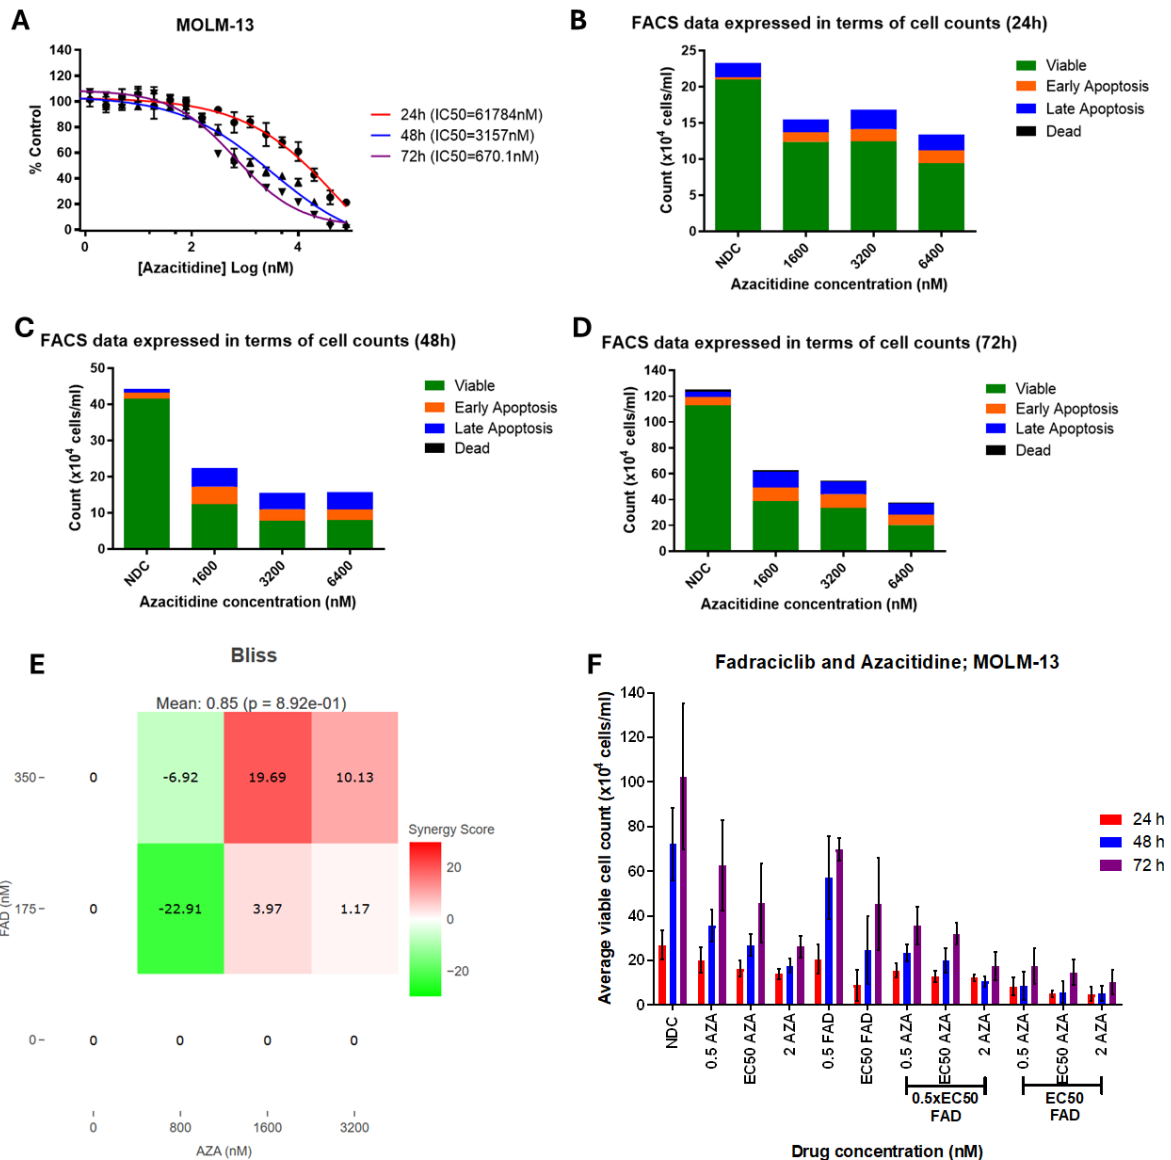 A
MOLM-13
140
120
100
80
60
40
20
0
% Control
0
2
4
[Azacitidine] Log (nM)
24h (IC50=61784nM)
48h (IC50=3157nM)
72h (IC50=670.1nM)
B
FACS data expressed in terms of cell counts (24h)
25
20
15
10
5
0
Count (x10⁴ cells/ml)
NDC
1600
3200
6400
Azacitidine concentration (nM)
Viable
Early Apoptosis
Late Apoptosis
Dead
C
FACS data expressed in terms of cell counts (48h)
50
40
30
20
10
0
Count (x10⁴ cells/ml)
NDC
1600
3200
6400
Azacitidine concentration (nM)
Viable
Early Apoptosis
Late Apoptosis
Dead
D
FACS data expressed in terms of cell counts (72h)
140
120
100
80
60
40
20
0
Count (x10⁴ cells/ml)
NDC
1600
3200
6400
Azacitidine concentration (nM)
Viable
Early Apoptosis
Late Apoptosis
Dead
E
Bliss
Mean: 0.85 (p = 8.92e-01)
350
0
-6.92
19.69
10.13
175
0
-22.91
3.97
1.17
0
0
0
0
0
FAD (nM)
0
800
1600
3200
AZA (nM)
Synergy Score
20
0
−20
F
Fadraciclib and Azacitidine; MOLM-13
140
120
100
80
60
40
20
0
Average viable cell count (x10⁴ cells/ml)
NDC
0.5 AZA
EC50 AZA
2 AZA
0.5 FAD
EC50 FAD
0.5 AZA
EC50 AZA
2 AZA
0.5 AZA
EC50 AZA
2 AZA
0.5xEC50
FAD
EC50
FAD
Drug concentration (nM)
24 h
48 h
72 h